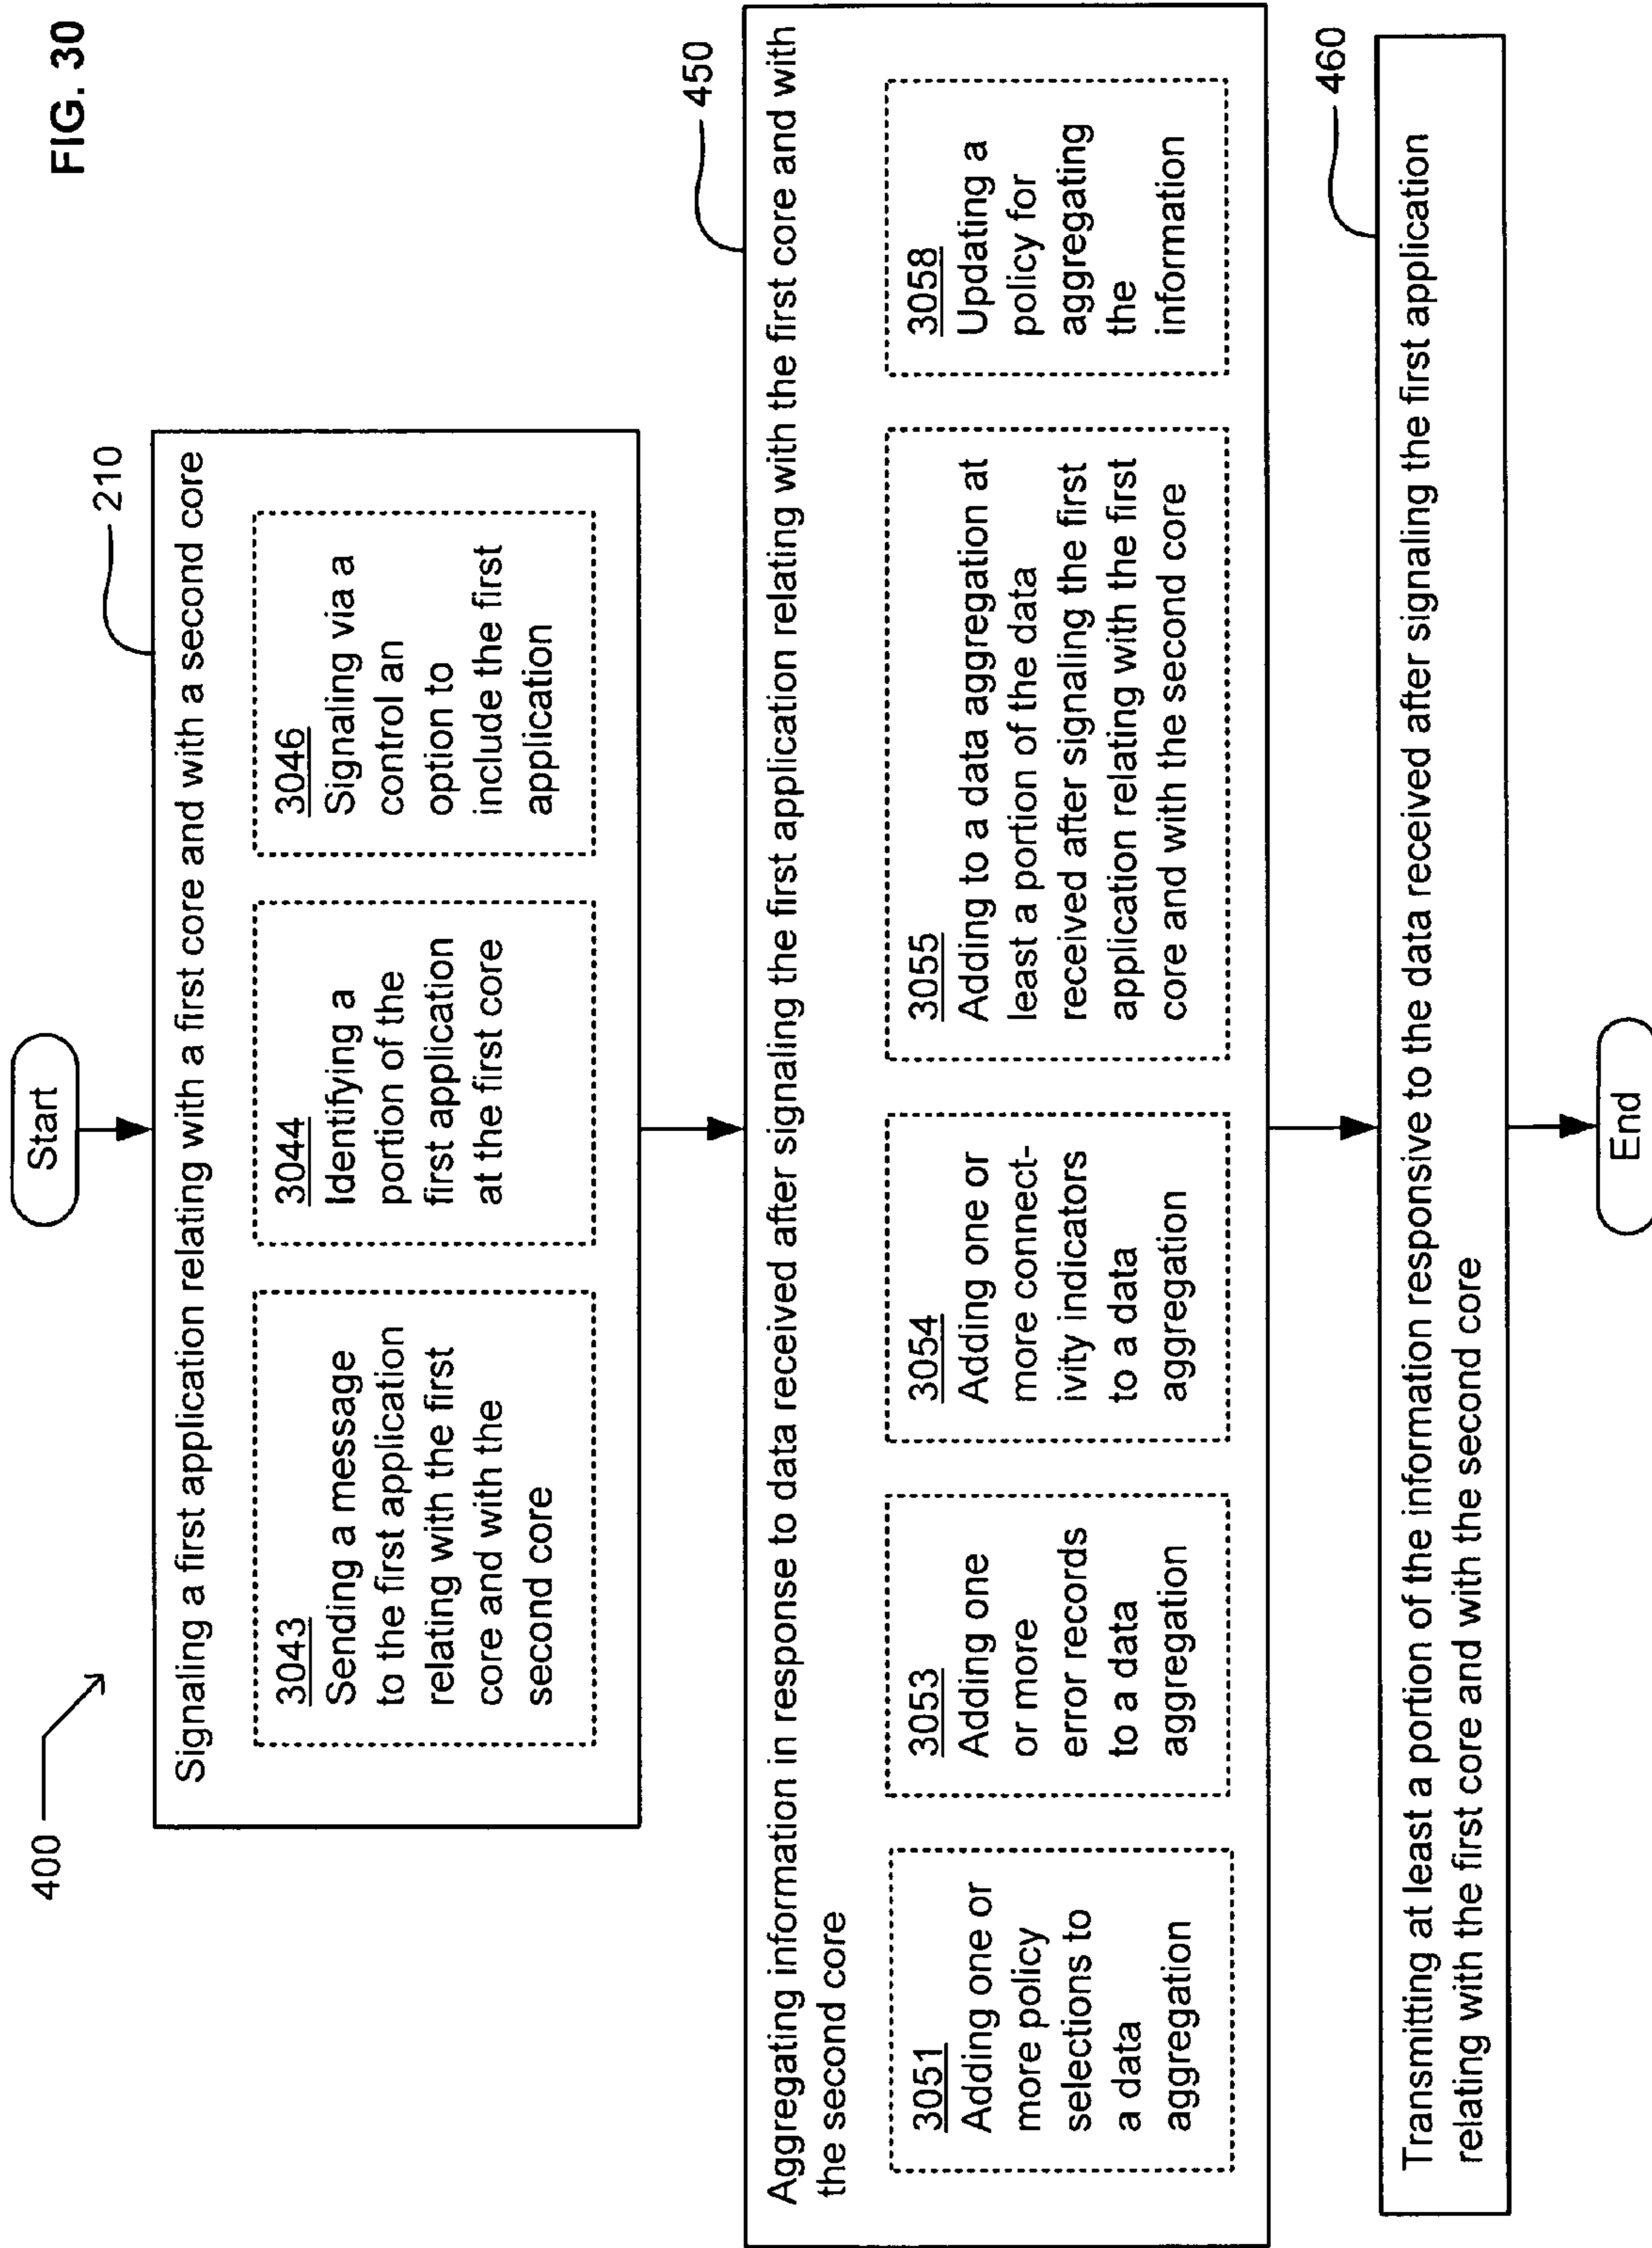 FIG. 30
400
Start
210
Signaling a first application relating with a first core and with a second core
3043
Sending a message
to the first application
relating with the first
core and with the
second core
3044
Identifying a
portion of the
first application
at the first core
3046
Signaling via a
control an
option to
include the first
application
450
Aggregating information in response to data received after signaling the first application relating with the first core and with
the second core
3051
Adding one or
more policy
selections to
a data
aggregation
3053
Adding one
or more
error records
to a data
aggregation
3054
Adding one or
more connect-
ivity indicators
to a data
aggregation
3055
Adding to a data aggregation at
least a portion of the data
received after signaling the first
application relating with the first
core and with the second core
3058
Updating a
policy for
aggregating
the
information
460
Transmitting at least a portion of the information responsive to the data received after signaling the first application
relating with the first core and with the second core
End